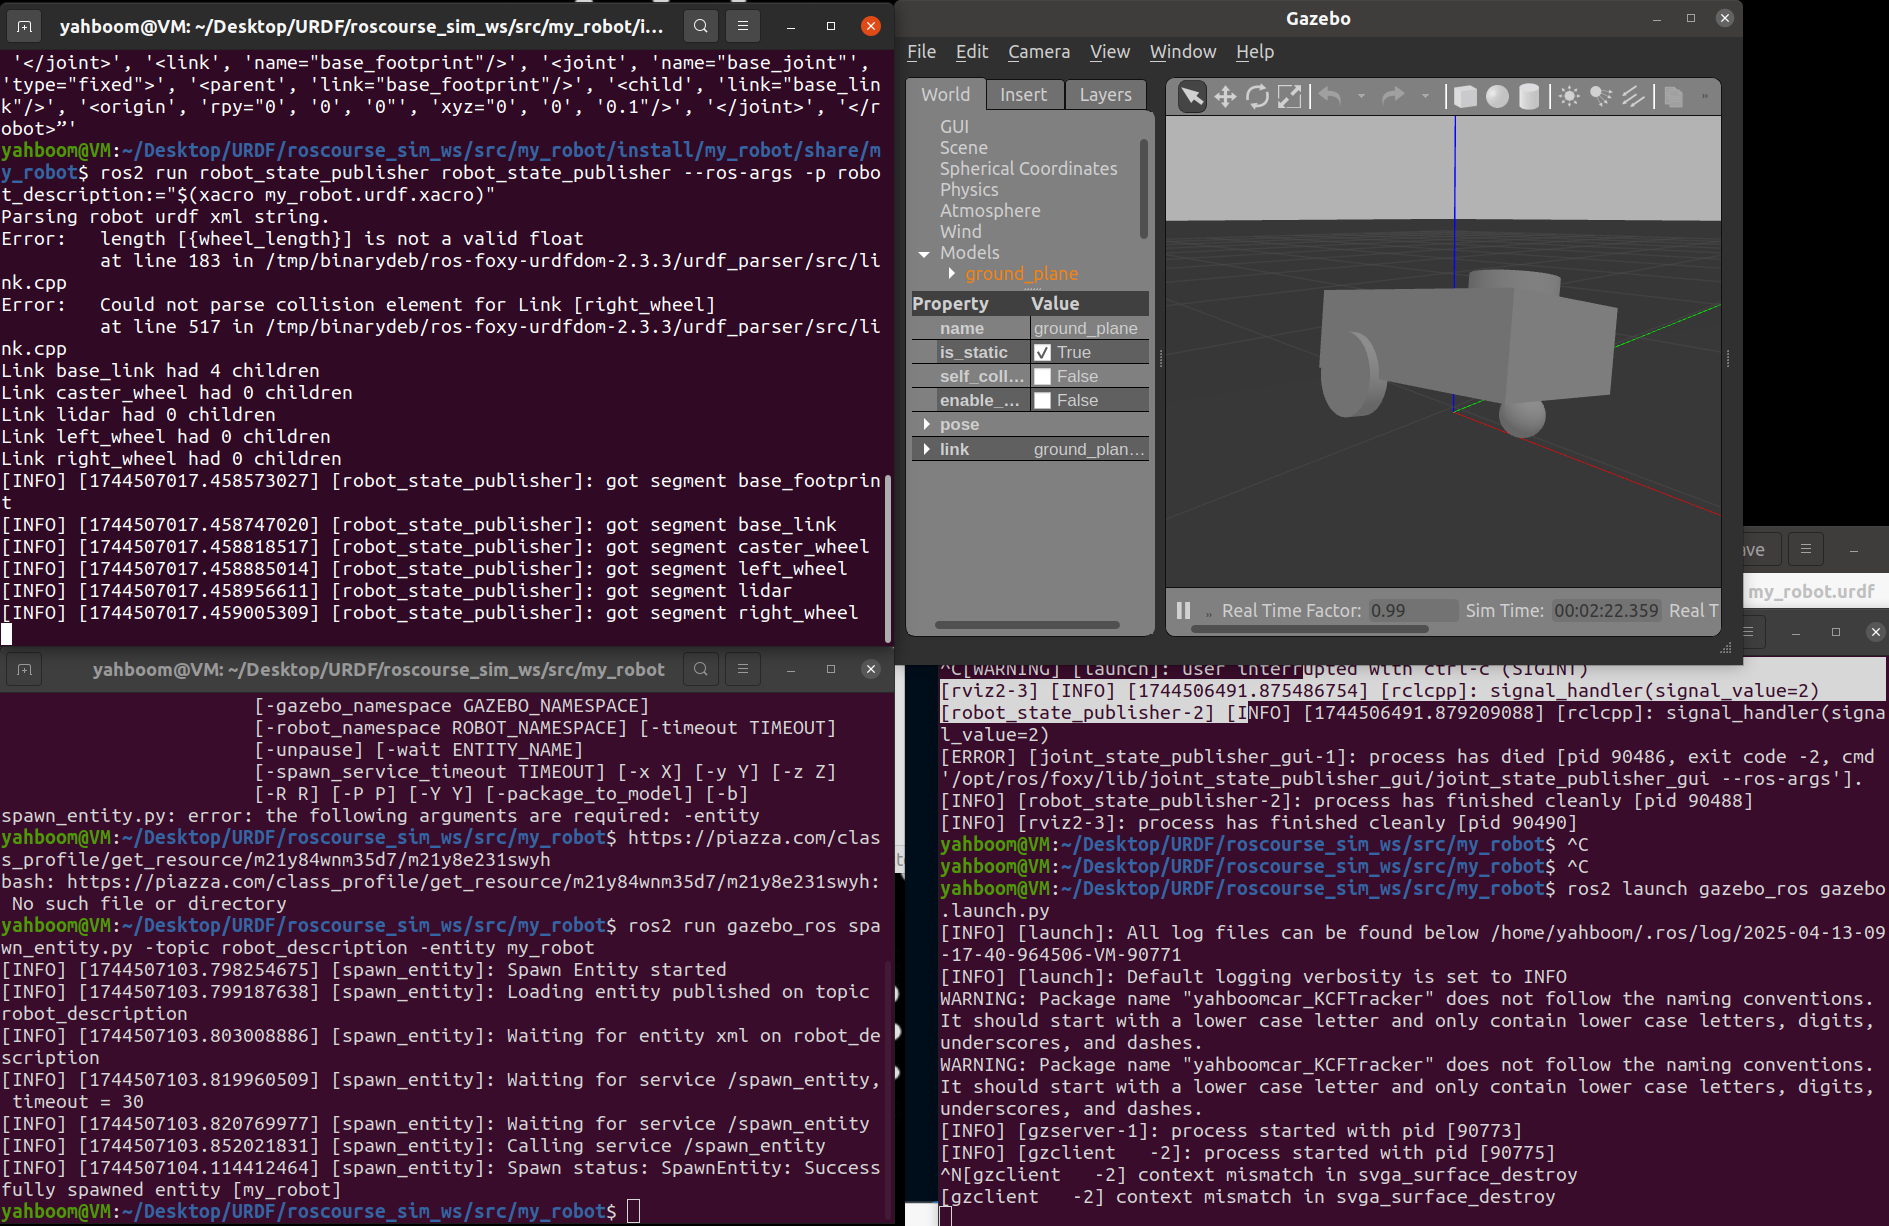 yahboom@VM: ~/Desktop/URDF/roscourse_sim_ws/src/my_robot/i...
'</joint>', '<link', 'name="base_footprint"/>', '<joint', 'name="base_joint"',
'type="fixed">', '<parent', 'link="base_footprint"/>', '<child', 'link="base_lin
k"/>', '<origin', 'rpy="0', '0', '0"', 'xyz="0', '0', '0.1"/>', '</joint>', '</r
obot>”'
yahboom@VM:~/Desktop/URDF/roscourse_sim_ws/src/my_robot/install/my_robot/share/m
y_robot$ ros2 run robot_state_publisher robot_state_publisher --ros-args -p robo
t_description:="$(xacro my_robot.urdf.xacro)"
Parsing robot urdf xml string.
Error:   length [{wheel_length}] is not a valid float
         at line 183 in /tmp/binarydeb/ros-foxy-urdfdom-2.3.3/urdf_parser/src/li
nk.cpp
Error:   Could not parse collision element for Link [right_wheel]
         at line 517 in /tmp/binarydeb/ros-foxy-urdfdom-2.3.3/urdf_parser/src/li
nk.cpp
Link base_link had 4 children
Link caster_wheel had 0 children
Link lidar had 0 children
Link left_wheel had 0 children
Link right_wheel had 0 children
[INFO] [1744507017.458573027] [robot_state_publisher]: got segment base_footprin
t
[INFO] [1744507017.458747020] [robot_state_publisher]: got segment base_link
[INFO] [1744507017.458818517] [robot_state_publisher]: got segment caster_wheel
[INFO] [1744507017.458885014] [robot_state_publisher]: got segment left_wheel
[INFO] [1744507017.458956611] [robot_state_publisher]: got segment lidar
[INFO] [1744507017.459005309] [robot_state_publisher]: got segment right_wheel
Gazebo
File Edit Camera View Window Help
World Insert Layers
GUI
Scene
Spherical Coordinates
Physics
Atmosphere
Wind
Models
ground_plane
Property Value
name ground_plane
is_static True
self_coll... False
enable_... False
pose
link ground_plan...
» Real Time Factor: 0.99 Sim Time: 00:02:22.359 Real T
ave
my_robot.urdf
yahboom@VM: ~/Desktop/URDF/roscourse_sim_ws/src/my_robot
[-gazebo_namespace GAZEBO_NAMESPACE]
[-robot_namespace ROBOT_NAMESPACE] [-timeout TIMEOUT]
[-unpause] [-wait ENTITY_NAME]
[-spawn_service_timeout TIMEOUT] [-x X] [-y Y] [-z Z]
[-R R] [-P P] [-Y Y] [-package_to_model] [-b]
spawn_entity.py: error: the following arguments are required: -entity
yahboom@VM:~/Desktop/URDF/roscourse_sim_ws/src/my_robot$ https://piazza.com/clas
s_profile/get_resource/m21y84wnm35d7/m21y8e231swyh
bash: https://piazza.com/class_profile/get_resource/m21y84wnm35d7/m21y8e231swyh:
 No such file or directory
yahboom@VM:~/Desktop/URDF/roscourse_sim_ws/src/my_robot$ ros2 run gazebo_ros spa
wn_entity.py -topic robot_description -entity my_robot
[INFO] [1744507103.798254675] [spawn_entity]: Spawn Entity started
[INFO] [1744507103.799187638] [spawn_entity]: Loading entity published on topic
robot_description
[INFO] [1744507103.803008886] [spawn_entity]: Waiting for entity xml on robot_de
scription
[INFO] [1744507103.819960509] [spawn_entity]: Waiting for service /spawn_entity,
 timeout = 30
[INFO] [1744507103.820769977] [spawn_entity]: Waiting for service /spawn_entity
[INFO] [1744507103.852021831] [spawn_entity]: Calling service /spawn_entity
[INFO] [1744507104.114412464] [spawn_entity]: Spawn status: SpawnEntity: Success
fully spawned entity [my_robot]
yahboom@VM:~/Desktop/URDF/roscourse_sim_ws/src/my_robot$
^C[WARNING] [launch]: user interrupted with ctrl-c (SIGINT)
[rviz2-3] [INFO] [1744506491.875486754] [rclcpp]: signal_handler(signal_value=2)
[robot_state_publisher-2] [INFO] [1744506491.879209088] [rclcpp]: signal_handler(signa
l_value=2)
[ERROR] [joint_state_publisher_gui-1]: process has died [pid 90486, exit code -2, cmd
'/opt/ros/foxy/lib/joint_state_publisher_gui/joint_state_publisher_gui --ros-args'].
[INFO] [robot_state_publisher-2]: process has finished cleanly [pid 90488]
[INFO] [rviz2-3]: process has finished cleanly [pid 90490]
yahboom@VM:~/Desktop/URDF/roscourse_sim_ws/src/my_robot$ ^C
yahboom@VM:~/Desktop/URDF/roscourse_sim_ws/src/my_robot$ ^C
yahboom@VM:~/Desktop/URDF/roscourse_sim_ws/src/my_robot$ ros2 launch gazebo_ros gazebo
.launch.py
[INFO] [launch]: All log files can be found below /home/yahboom/.ros/log/2025-04-13-09
-17-40-964506-VM-90771
[INFO] [launch]: Default logging verbosity is set to INFO
WARNING: Package name "yahboomcar_KCFTracker" does not follow the naming conventions.
It should start with a lower case letter and only contain lower case letters, digits,
underscores, and dashes.
WARNING: Package name "yahboomcar_KCFTracker" does not follow the naming conventions.
It should start with a lower case letter and only contain lower case letters, digits,
underscores, and dashes.
[INFO] [gzserver-1]: process started with pid [90773]
[INFO] [gzclient   -2]: process started with pid [90775]
^N[gzclient   -2] context mismatch in svga_surface_destroy
[gzclient   -2] context mismatch in svga_surface_destroy